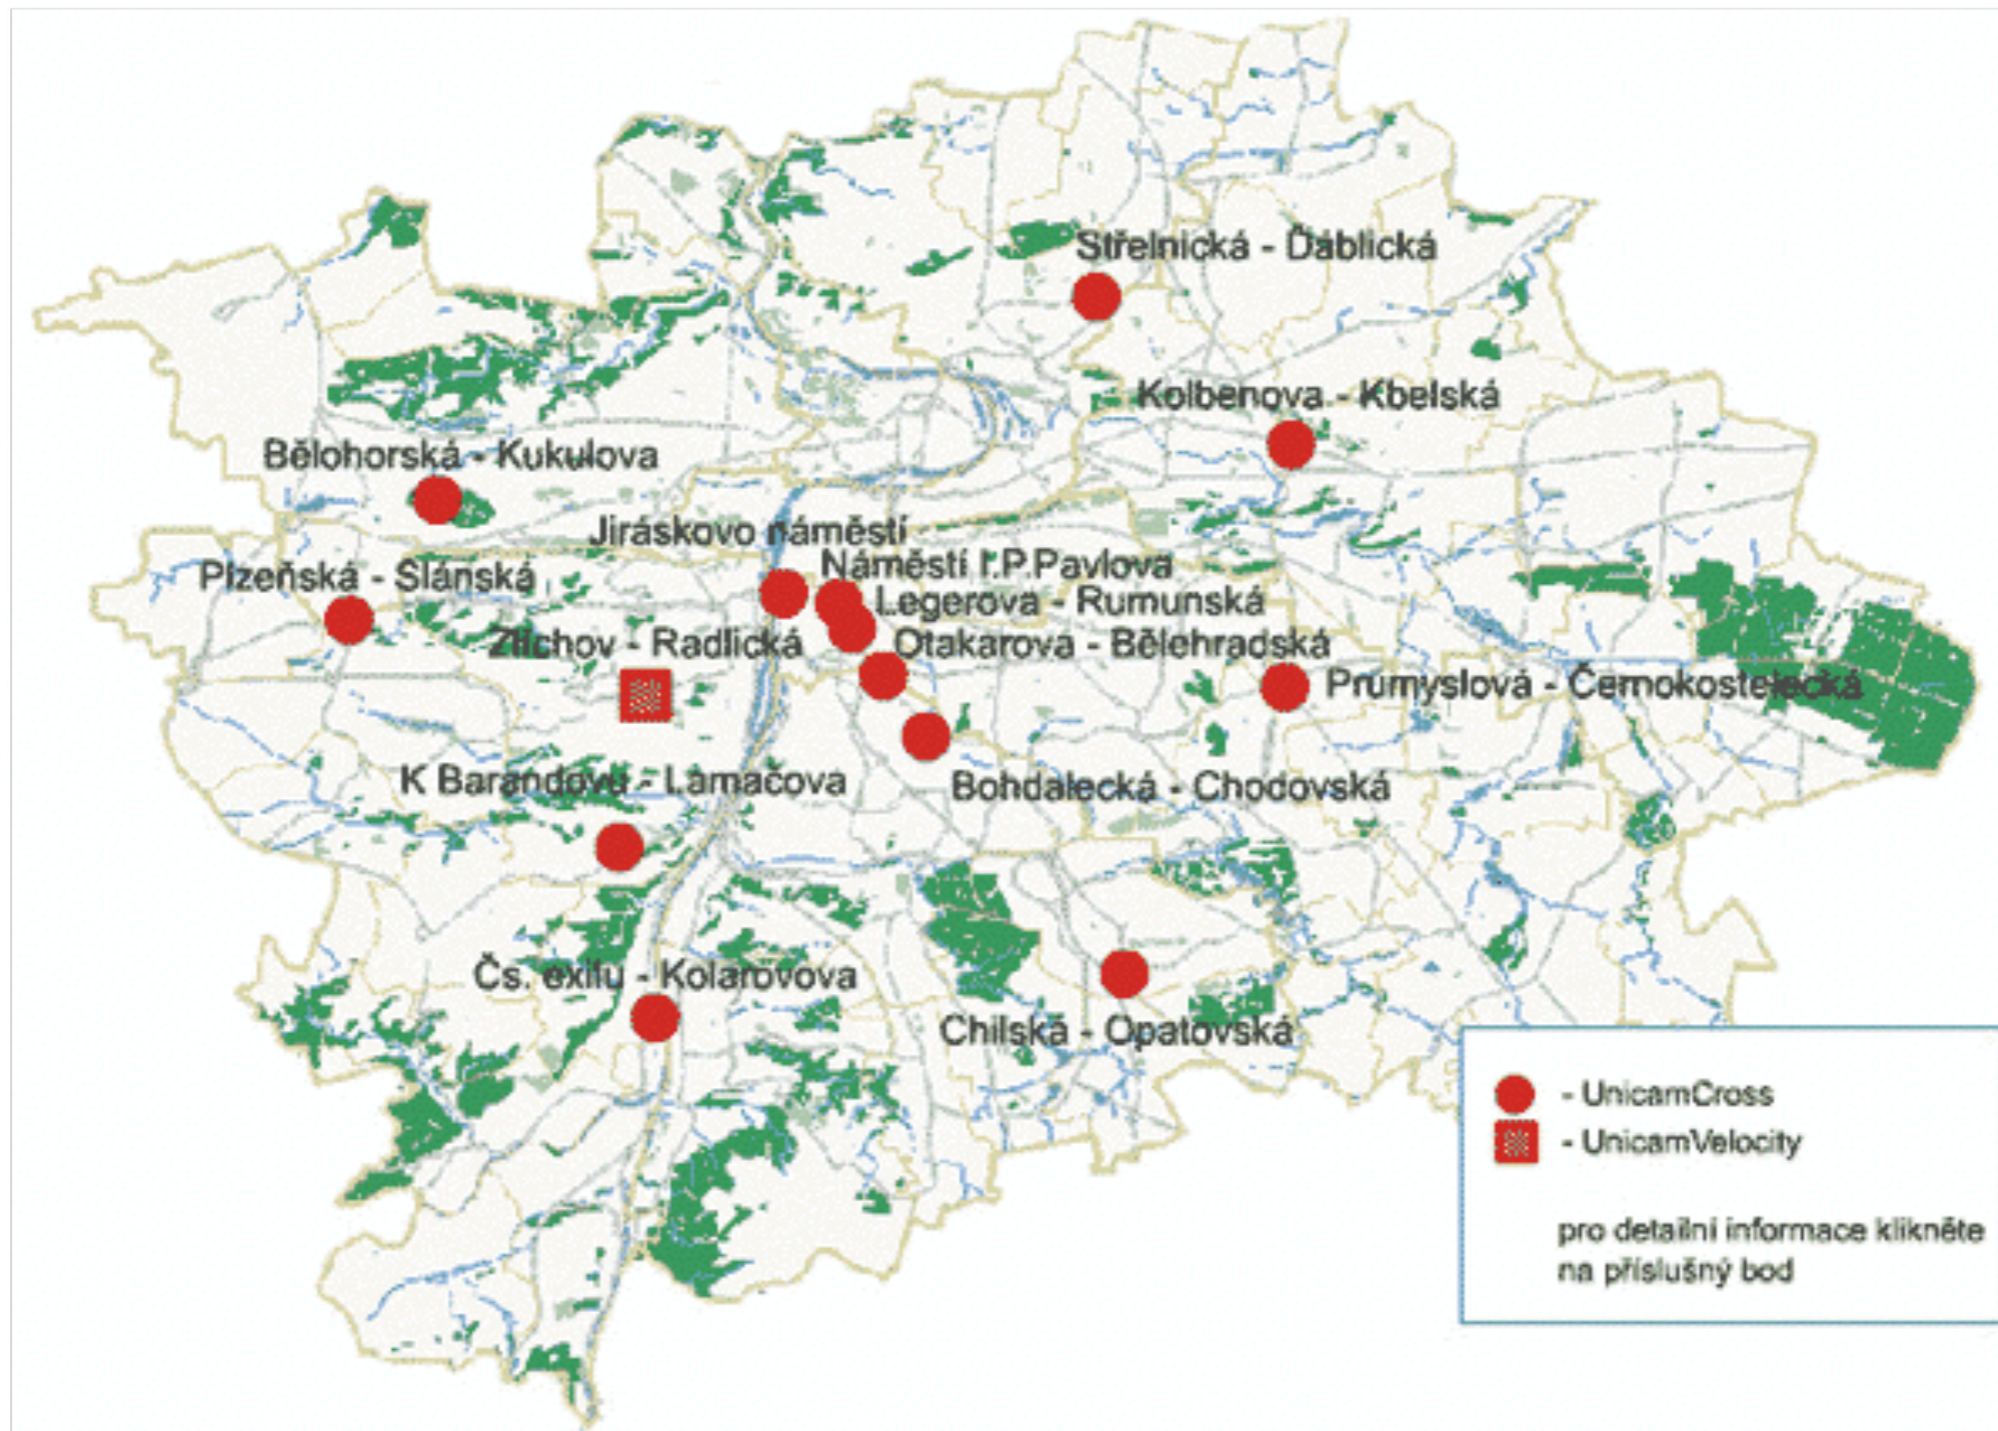 Střelnická - Ďáblická
Kolbenova - Kbelská
Bělohorská - Kukulova
Jiráskovo náměstí
Náměstí I.P.Pavlova
Plzeňská - Slánská
Legerova - Rumunská
Zlíchov - Radlická
Otakarova - Bělehradská
Průmyslová - Černokostelecká
K Barandovu - Lamačova
Bohdalecká - Chodovská
Čs. exilu - Kolarovova
Chilská - Opatovská
- UnicamCross
- UnicamVelocity
pro detailní informace klikněte
na příslušný bod